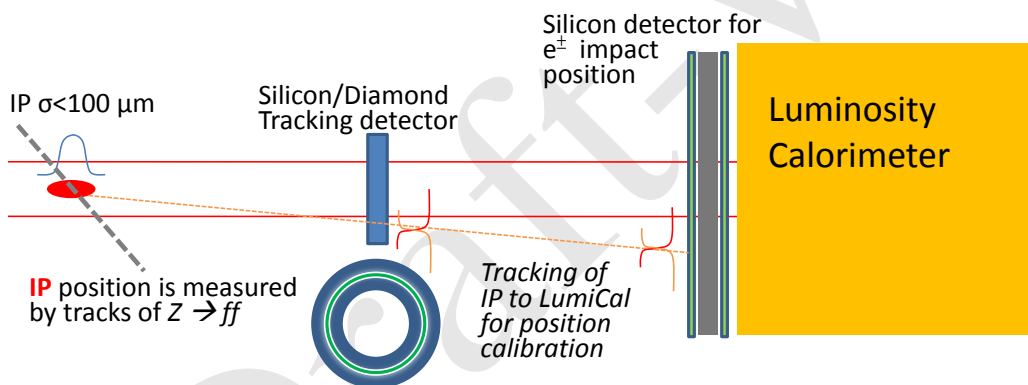 IP σ<100 μm
Silicon/Diamond
Tracking detector
Silicon detector for
e± impact
position
Luminosity
Calorimeter
IP position is measured
by tracks of Z → ff
Tracking of
IP to LumiCal
for position
calibration